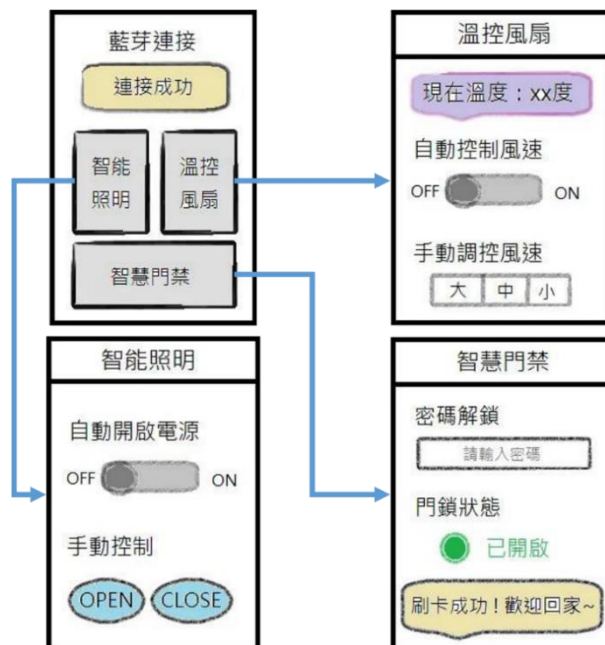 藍芽連接
連接成功
智能
照明
溫控
風扇
智慧門禁
溫控風扇
現在溫度：xx度
自動控制風速
OFF ON
手動調控風速
大 中 小
智能照明
自動開啟電源
OFF ON
手動控制
OPEN CLOSE
智慧門禁
密碼解鎖
請輸入密碼
門鎖狀態
已開啟
刷卡成功！歡迎回家~